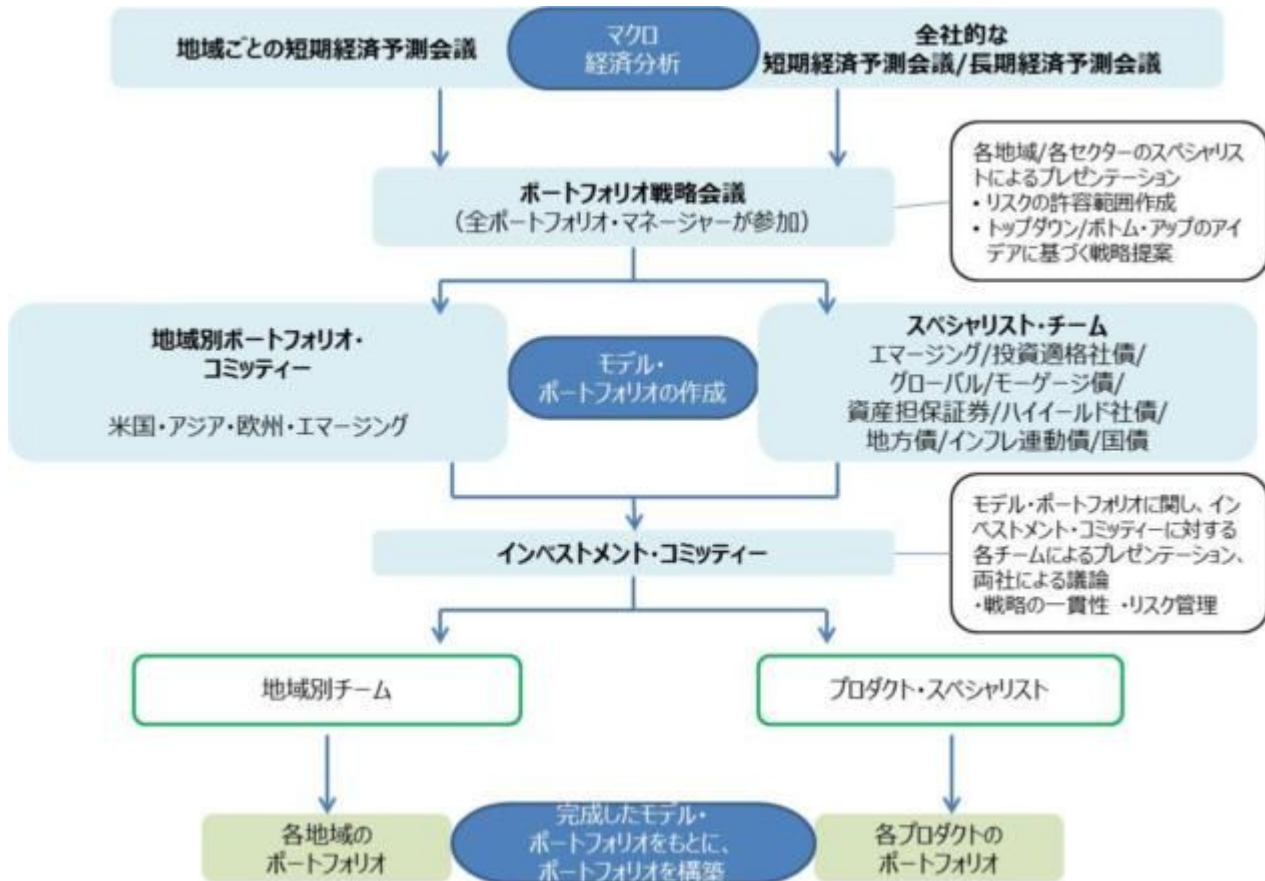 地域ごとの短期経済予測会議
マクロ
経済分析
全社的な
短期経済予測会議/長期経済予測会議
各地域/各セクターのスペシャリス
トによるプレゼンテーション
・リスクの許容範囲作成
・トップダウン/ボトム・アップのアイ
デアに基づく戦略提案
ポートフォリオ戦略会議
（全ポートフォリオ・マネージャーが参加）
地域別ポートフォリオ・
コミッティー
米国・アジア・欧州・エマージング
モデル・
ポートフォリオの作成
スペシャリスト・チーム
エマージング/投資適格社債/
グローバル/モーゲージ債/
資産担保証券/ハイイールド社債/
地方債/インフレ連動債/国債
インベストメント・コミッティー
モデル・ポートフォリオに関し、イン
ベストメント・コミッティーに対する
各チームによるプレゼンテーション、
両社による議論
・戦略の一貫性 ・リスク管理
地域別チーム
プロダクト・スペシャリスト
各地域の
ポートフォリオ
完成したモデル・
ポートフォリオをもとに、
ポートフォリオを構築
各プロダクトの
ポートフォリオ